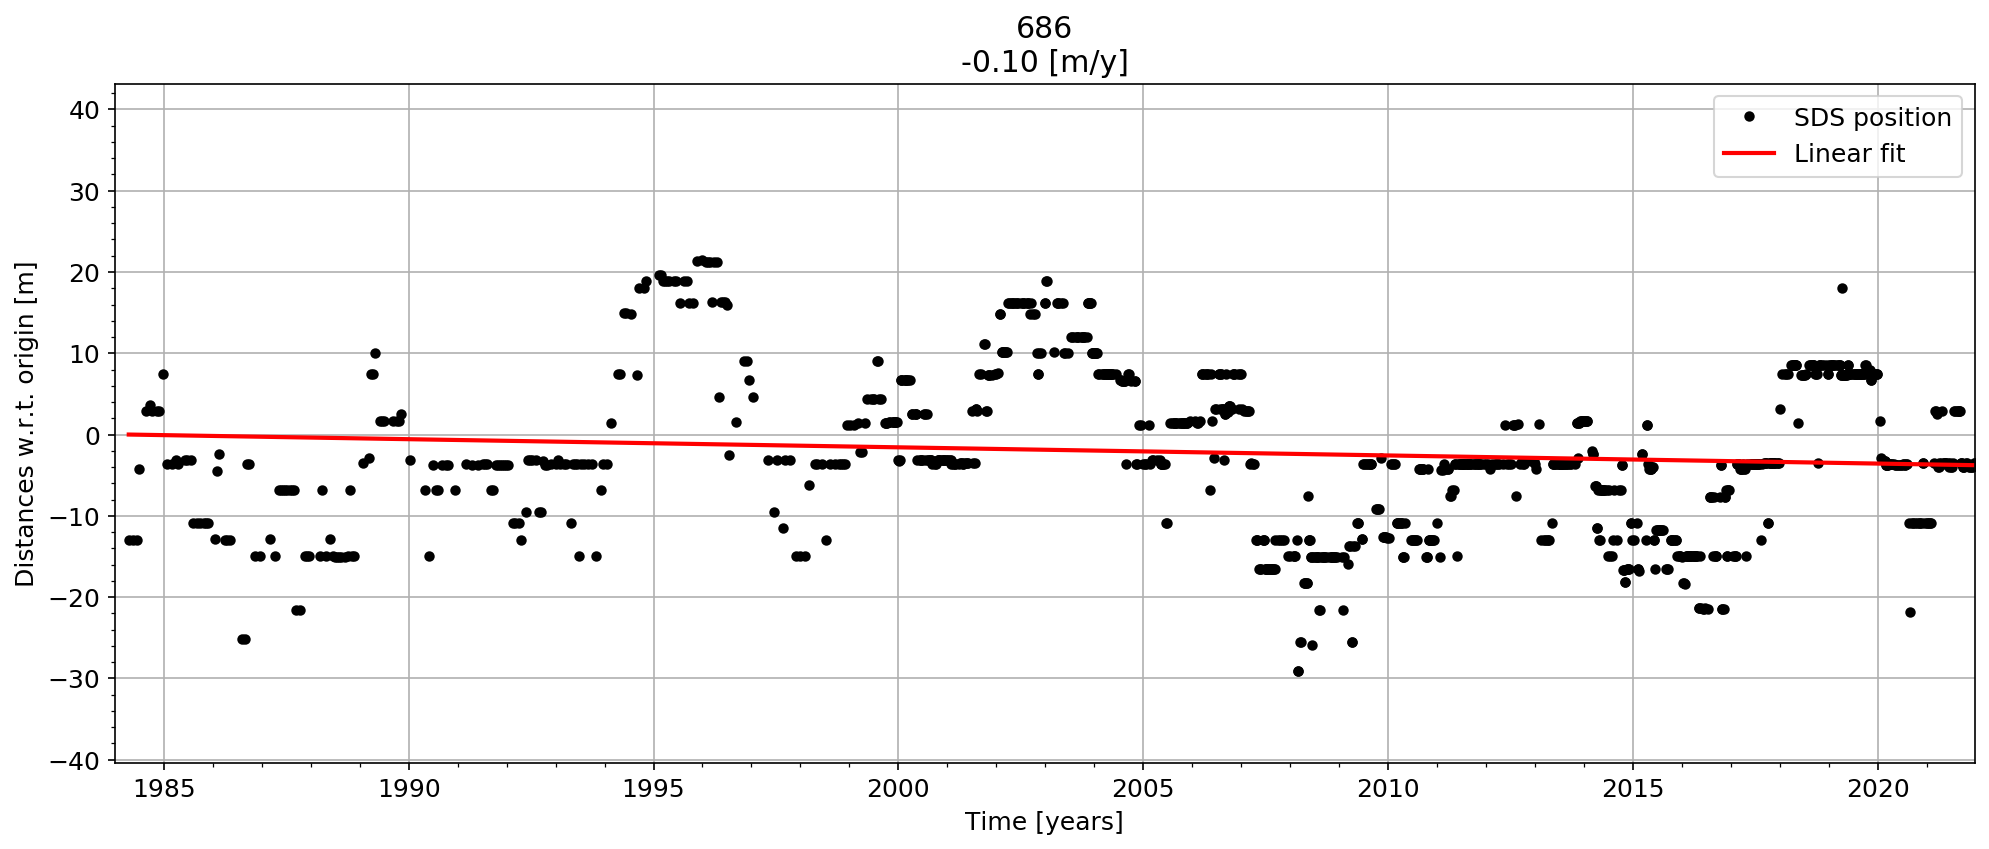 686
-0.10 [m/y]
SDS position
Linear fit
Distances w.r.t. origin [m]
40
30
20
10
0
−10
−20
−30
−40
1985 1990 1995 2000 2005 2010 2015 2020
Time [years]